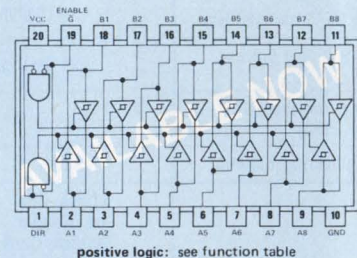 ENABLE
VCC G̅ B1 B2 B3 B4 B5 B6 B7 B8
20 19 18 17 16 15 14 13 12 11
AVAILABLE NOW
1 2 3 4 5 6 7 8 9 10
DIR A1 A2 A3 A4 A5 A6 A7 A8 GND
positive logic: see function table